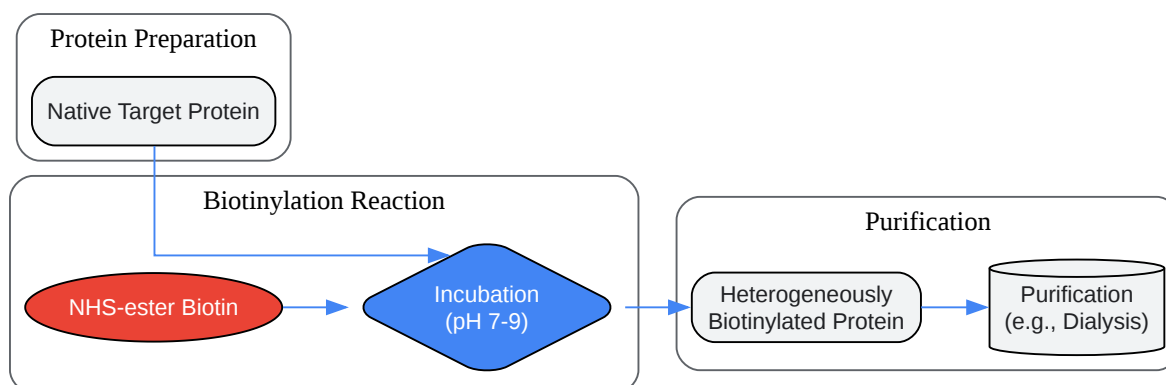 Protein Preparation
Native Target Protein
Biotinylation Reaction
NHS-ester Biotin
Incubation
(pH 7-9)
Purification
Heterogeneously
Biotinylated Protein
Purification
(e.g., Dialysis)